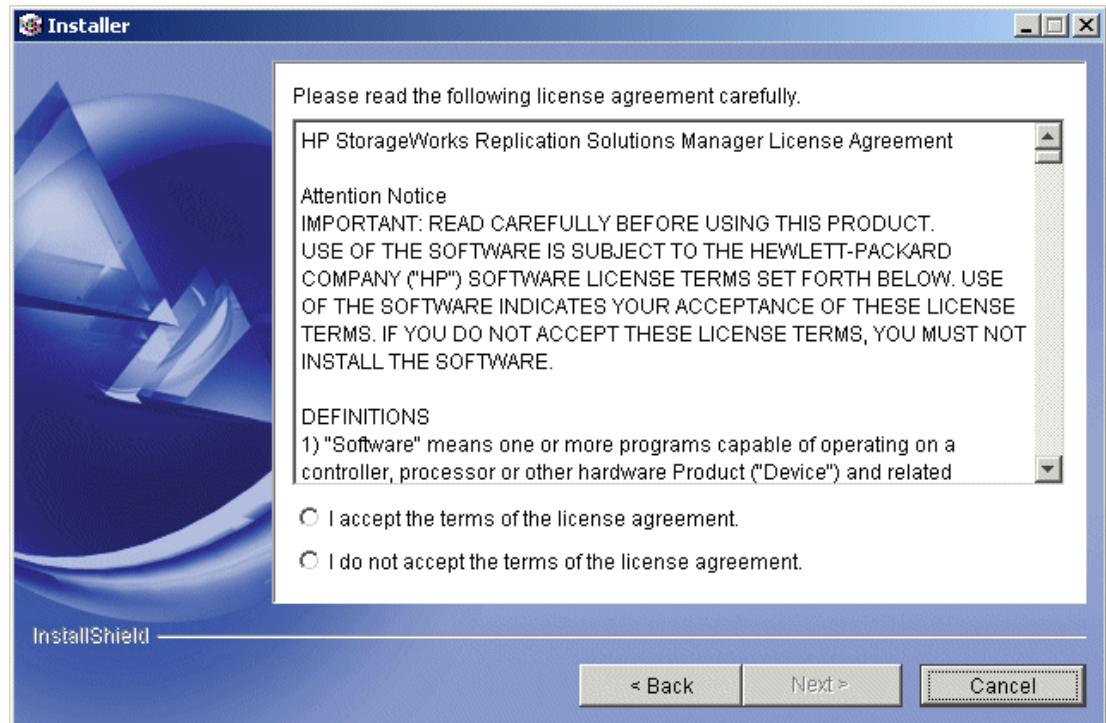 Installer
Please read the following license agreement carefully.
HP StorageWorks Replication Solutions Manager License Agreement
Attention Notice
IMPORTANT: READ CAREFULLY BEFORE USING THIS PRODUCT.
USE OF THE SOFTWARE IS SUBJECT TO THE HEWLETT-PACKARD
COMPANY ("HP") SOFTWARE LICENSE TERMS SET FORTH BELOW. USE
OF THE SOFTWARE INDICATES YOUR ACCEPTANCE OF THESE LICENSE
TERMS. IF YOU DO NOT ACCEPT THESE LICENSE TERMS, YOU MUST NOT
INSTALL THE SOFTWARE.
DEFINITIONS
1) "Software" means one or more programs capable of operating on a
controller, processor or other hardware Product ("Device") and related
I accept the terms of the license agreement.
I do not accept the terms of the license agreement.
InstallShield
< Back
Next >
Cancel